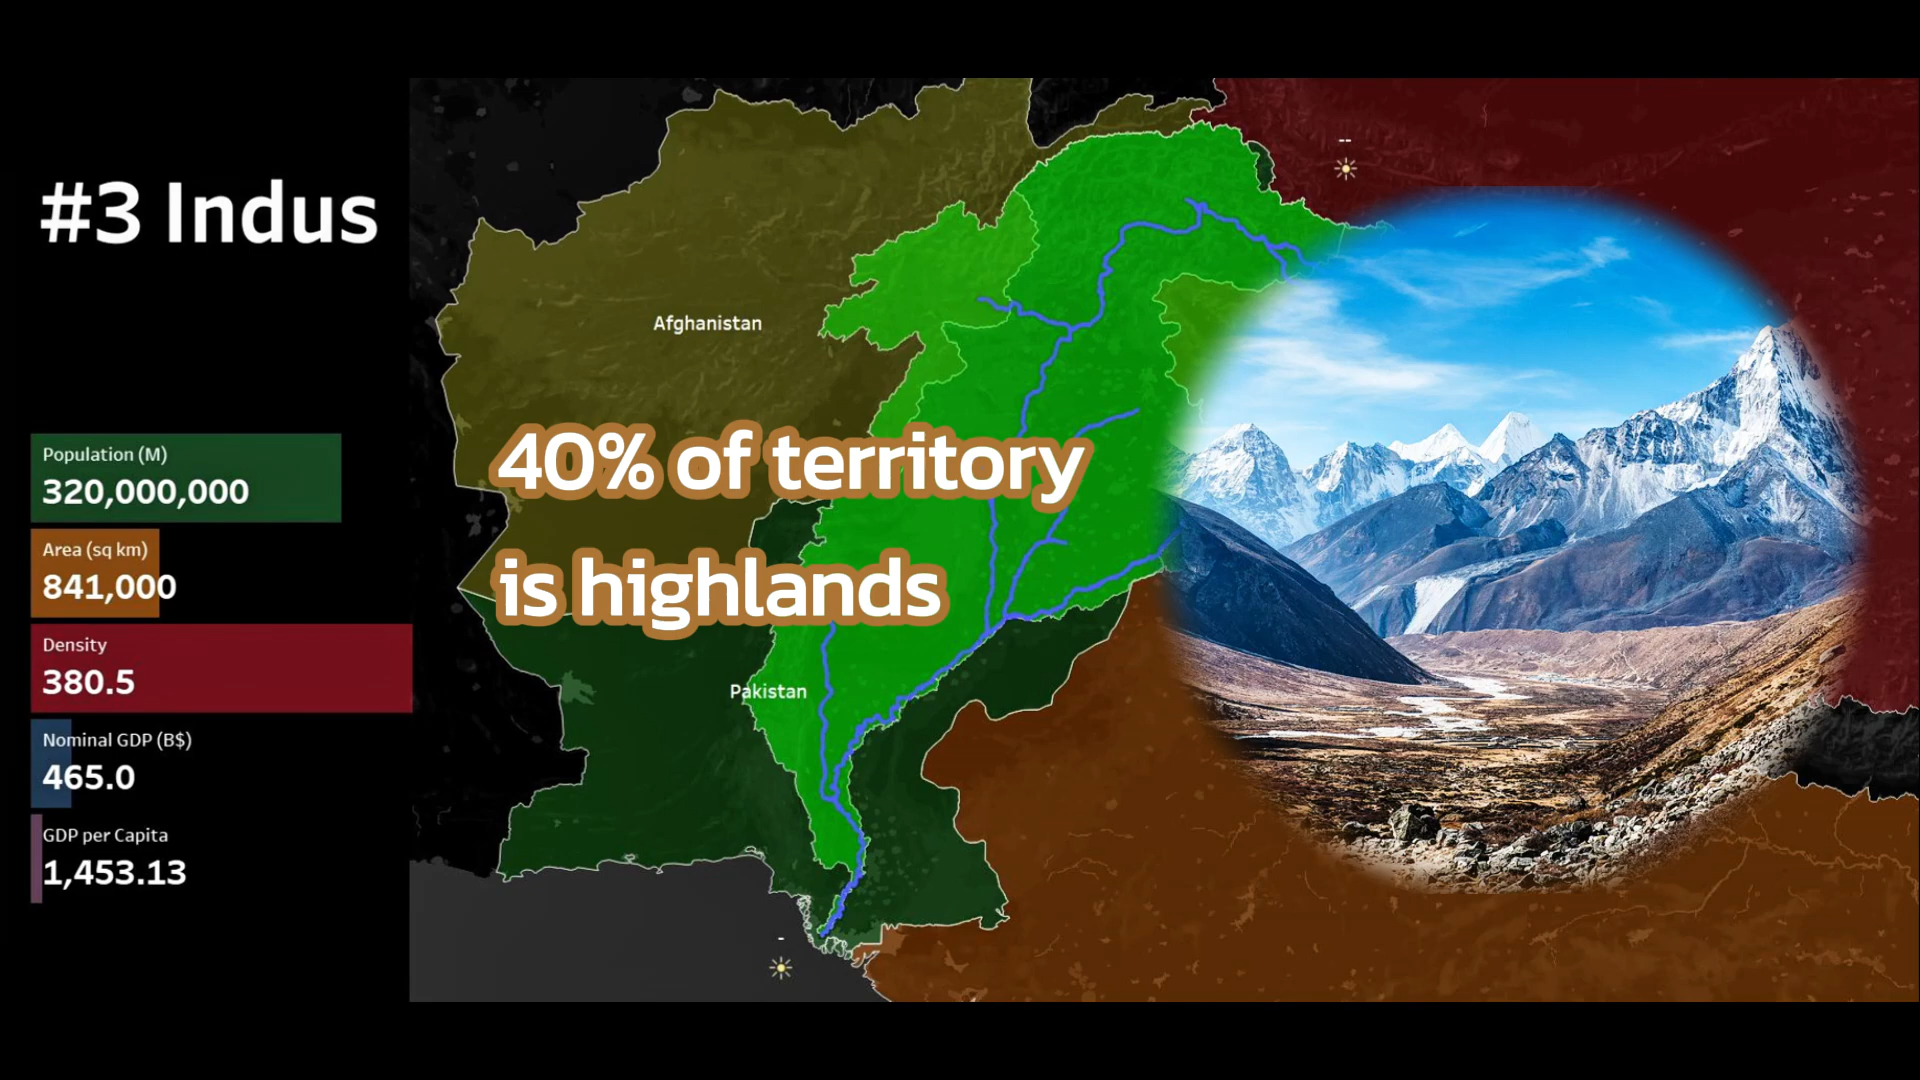 #3 Indus
Population (M)
320,000,000
Area (sq km)
841,000
Density
380.5
Nominal GDP (B$)
465.0
GDP per Capita
1,453.13
Afghanistan
40% of territory
is highlands
Pakistan
--
-